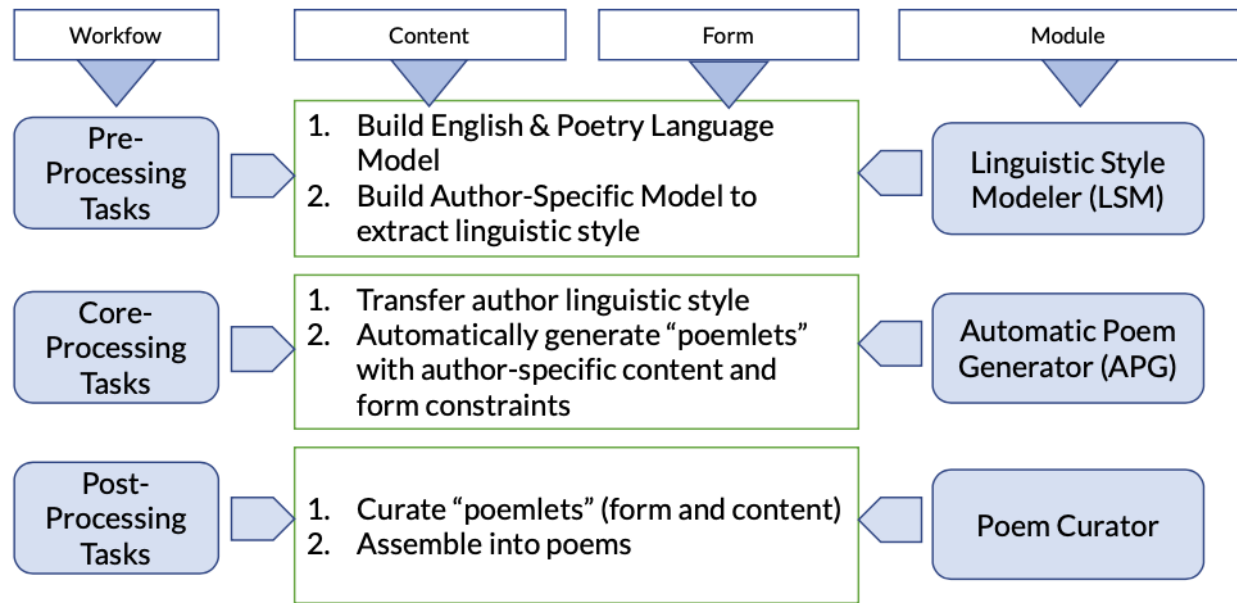 Workfow
Content
Form
Module
Pre-
Processing
Tasks
1. Build English & Poetry Language
Model
2. Build Author-Specific Model to
extract linguistic style
Linguistic Style
Modeler (LSM)
Core-
Processing
Tasks
1. Transfer author linguistic style
2. Automatically generate “poemlets”
with author-specific content and
form constraints
Automatic Poem
Generator (APG)
Post-
Processing
Tasks
1. Curate “poemlets” (form and content)
2. Assemble into poems
Poem Curator